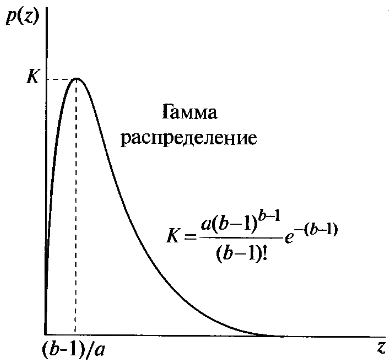 p(z)
K
Гамма
распределение
K = a(b–1)^{b–1} / (b–1)! e^{–(b–1)}
(b-1)/a
z